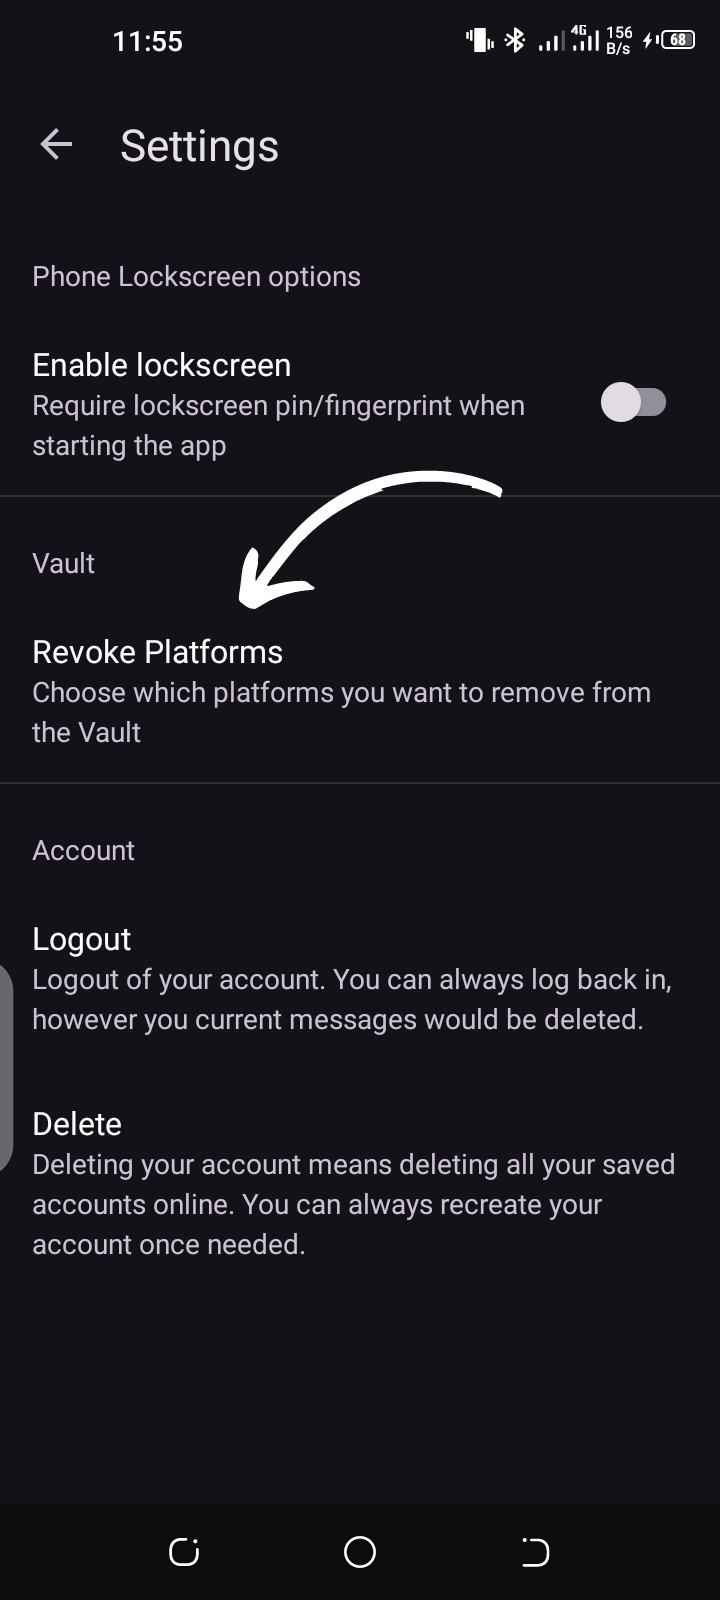 11:55
4G
156
B/s
68
Settings
Phone Lockscreen options
Enable lockscreen
Require lockscreen pin/fingerprint when
starting the app
Vault
Revoke Platforms
Choose which platforms you want to remove from
the Vault
Account
Logout
Logout of your account. You can always log back in,
however you current messages would be deleted.
Delete
Deleting your account means deleting all your saved
accounts online. You can always recreate your
account once needed.